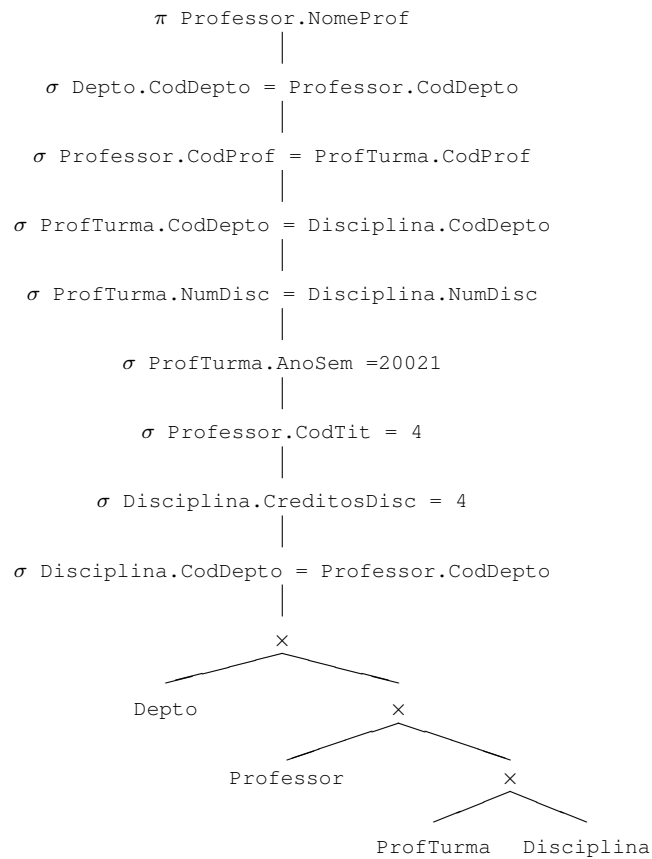 π Professor.NomeProf
σ Depto.CodDepto = Professor.CodDepto
σ Professor.CodProf = ProfTurma.CodProf
σ ProfTurma.CodDepto = Disciplina.CodDepto
σ ProfTurma.NumDisc = Disciplina.NumDisc
σ ProfTurma.AnoSem =20021
σ Professor.CodTit = 4
σ Disciplina.CreditosDisc = 4
σ Disciplina.CodDepto = Professor.CodDepto
×
Depto ×
Professor ×
ProfTurma Disciplina